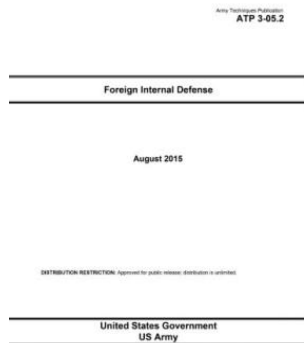 Army Techniques Publication
ATP 3-05.2
Foreign Internal Defense
August 2015
DISTRIBUTION RESTRICTION: Approved for public release; distribution is unlimited.
United States Government
US Army